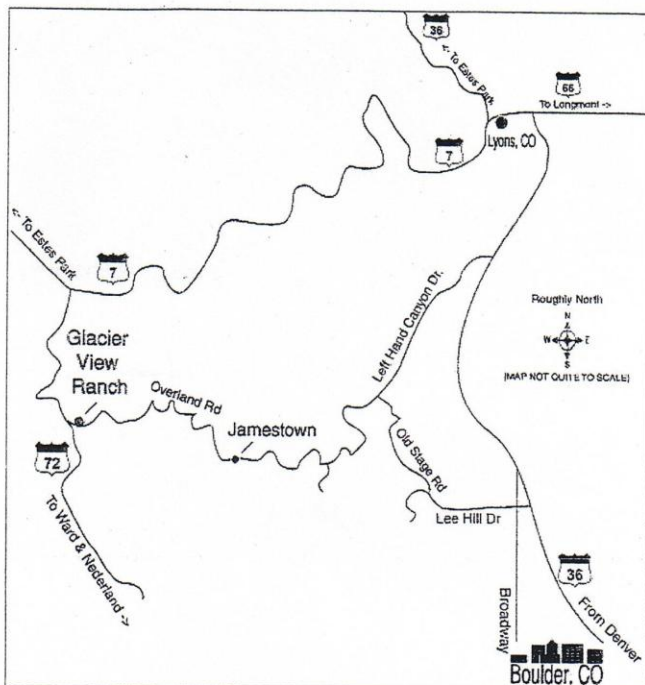 36
<- To Estes Park
66
To Longmont ->
Lyons, CO
7
<- To Estes Park
7
Left Hand Canyon Dr.
Roughly North
N
W
E
S
(MAP NOT QUITE TO SCALE)
Glacier
View
Ranch
Overland Rd
Jamestown
72
Old Stage Rd
Lee Hill Dr
To Ward & Nederland ->
36
Broadway
From Denver
Boulder, CO